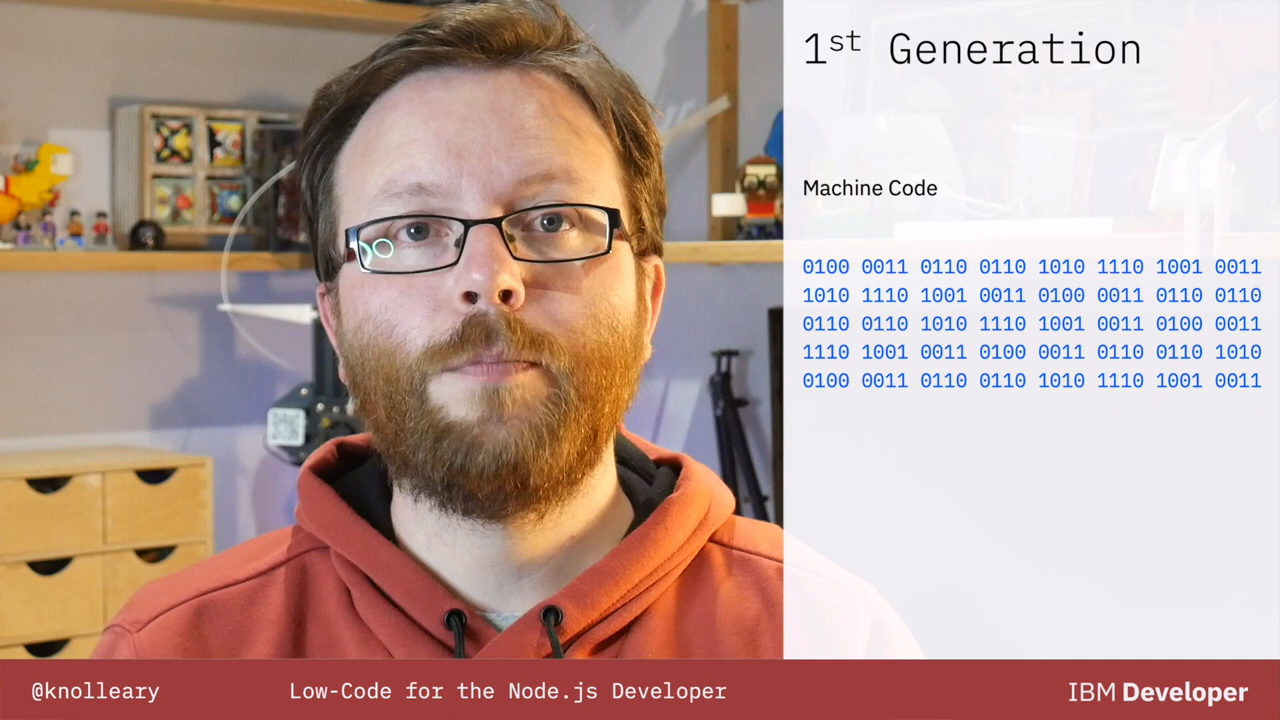 1st Generation
Machine Code
0100 0011 0110 0110 1010 1110 1001 0011
1010 1110 1001 0011 0100 0011 0110 0110
0110 0110 1010 1110 1001 0011 0100 0011
1110 1001 0011 0100 0011 0110 0110 1010
0100 0011 0110 0110 1010 1110 1001 0011
@knolleary Low-Code for the Node.js Developer IBM Developer